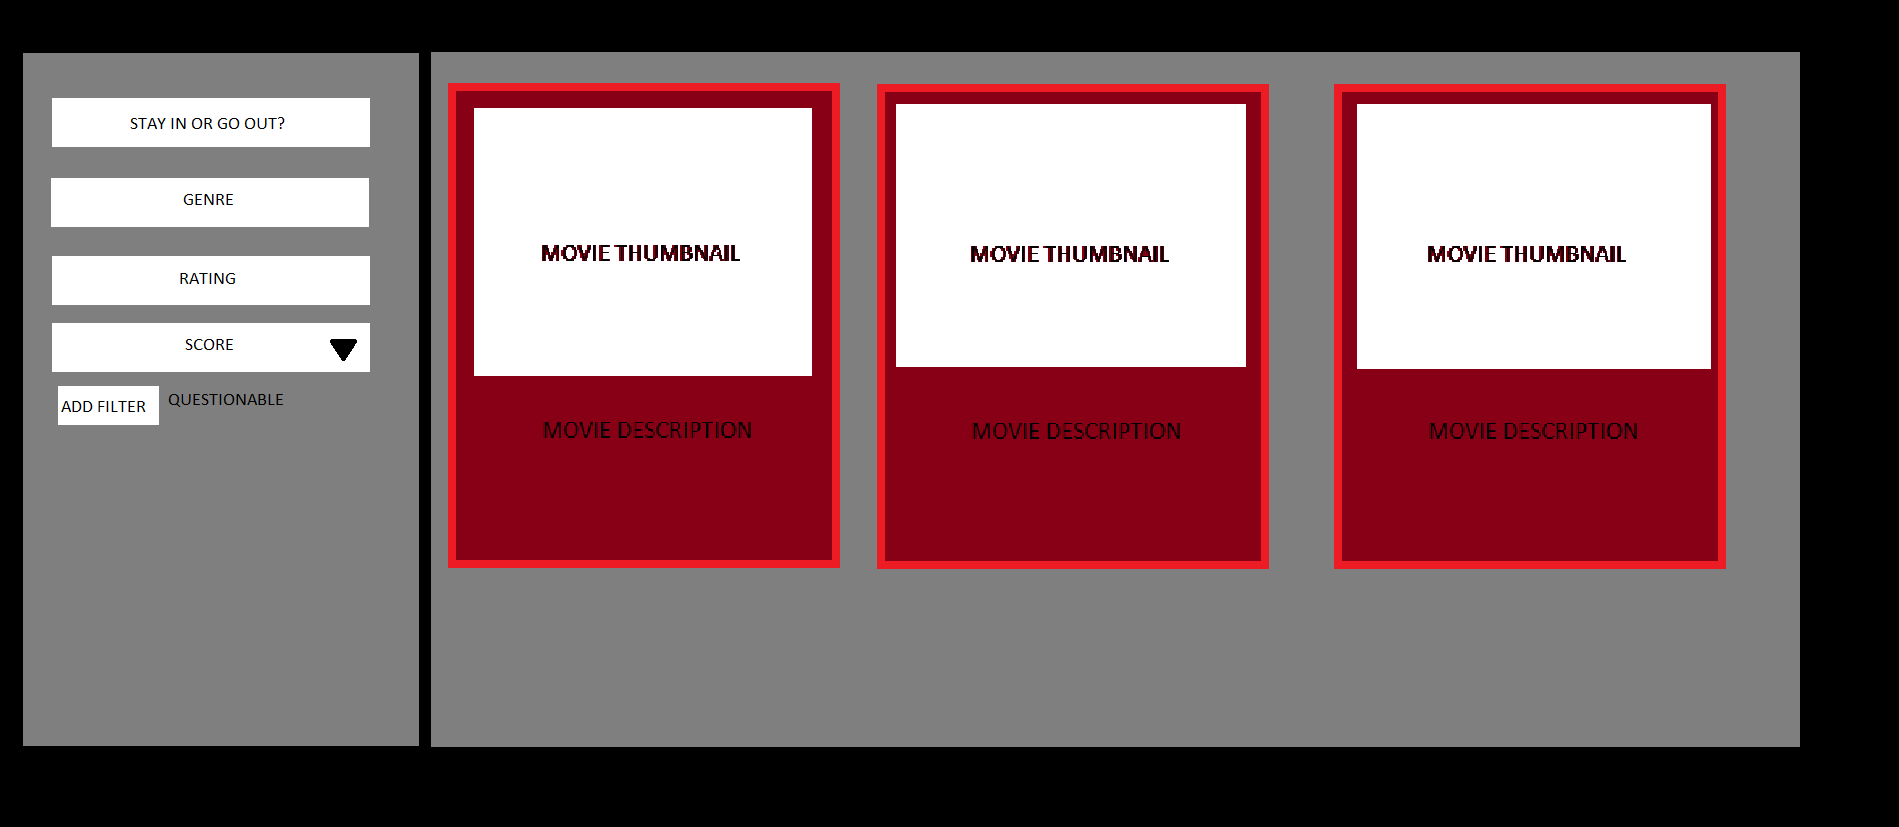 STAY IN OR GO OUT?
GENRE
RATING
SCORE
ADD FILTER QUESTIONABLE
MOVIE THUMBNAIL
MOVIE DESCRIPTION
MOVIE THUMBNAIL
MOVIE DESCRIPTION
MOVIE THUMBNAIL
MOVIE DESCRIPTION